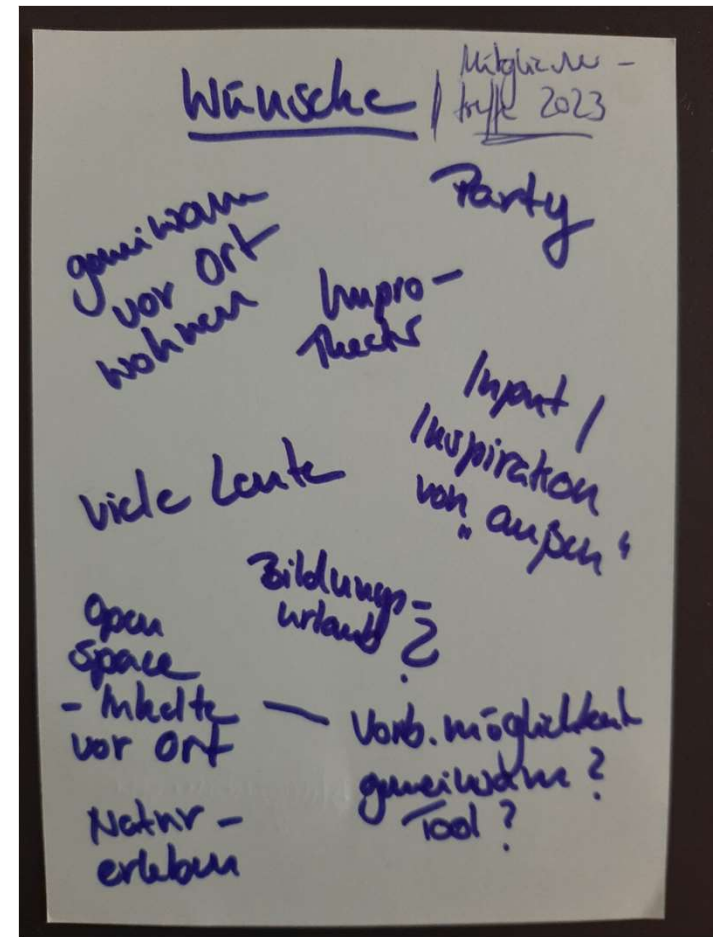 Wünsche
Mitglieder-
treffen 2023
Party
gemeinsam
vor Ort
wohnen
Impro-
Theater
Input /
Inspiration
von "außen"
viele Leute
Bildungs-
urlaub?
Open
Space
- Inhalte
vor Ort
Vorb. möglichkeit
gemeinsame?
Tool?
Natur-
erleben